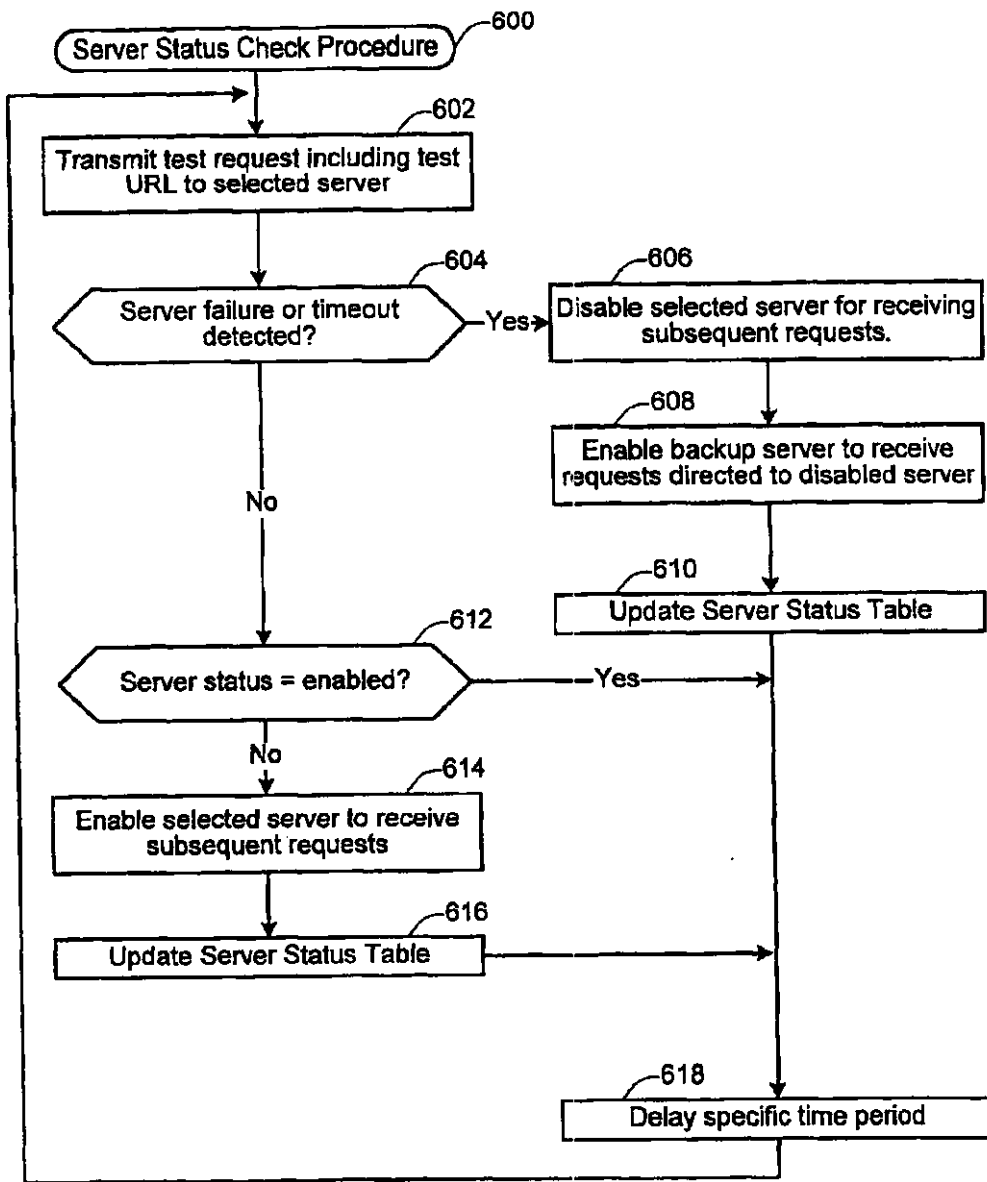 600
Server Status Check Procedure
602
Transmit test request including test
URL to selected server
604
Server failure or timeout
detected?
Yes
606
Disable selected server for receiving
subsequent requests.
608
Enable backup server to receive
requests directed to disabled server
No
610
Update Server Status Table
612
Server status = enabled?
Yes
No
614
Enable selected server to receive
subsequent requests
616
Update Server Status Table
618
Delay specific time period